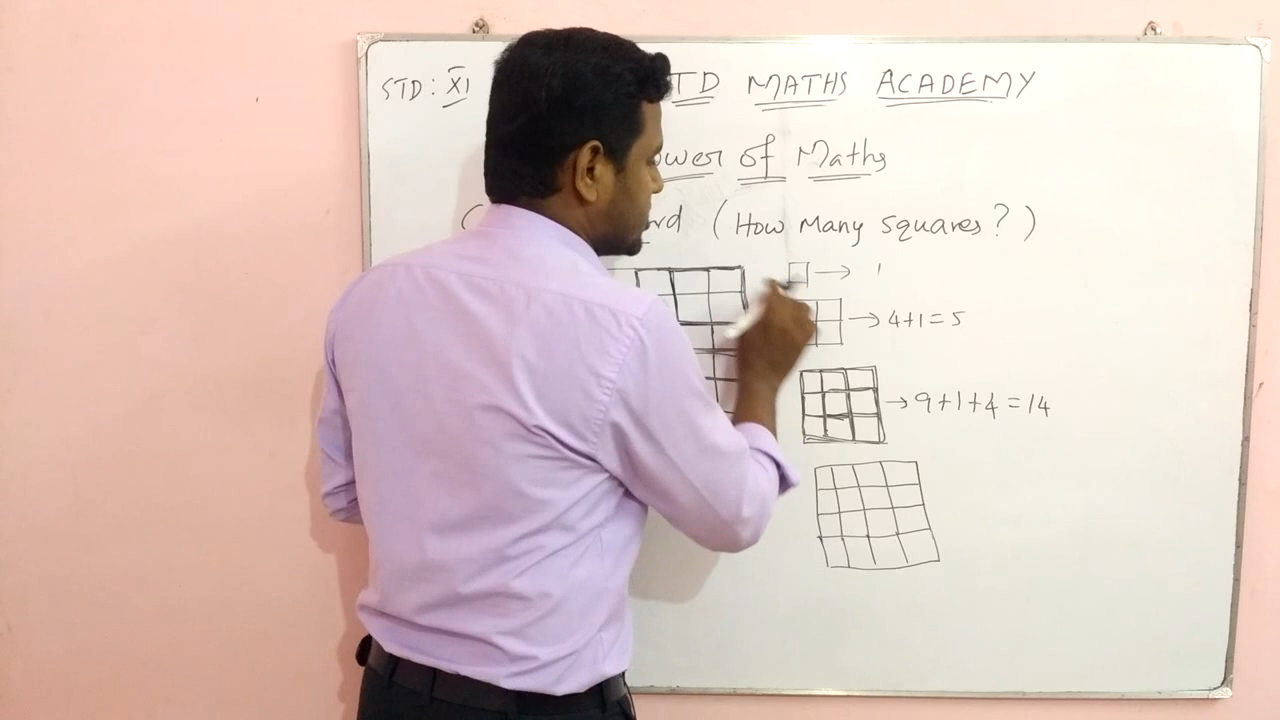 STD: XI TD MATHS ACADEMY
ower of Maths
(How Many Squares?)
→ 1
→ 4+1=5
→ 9+1+4=14